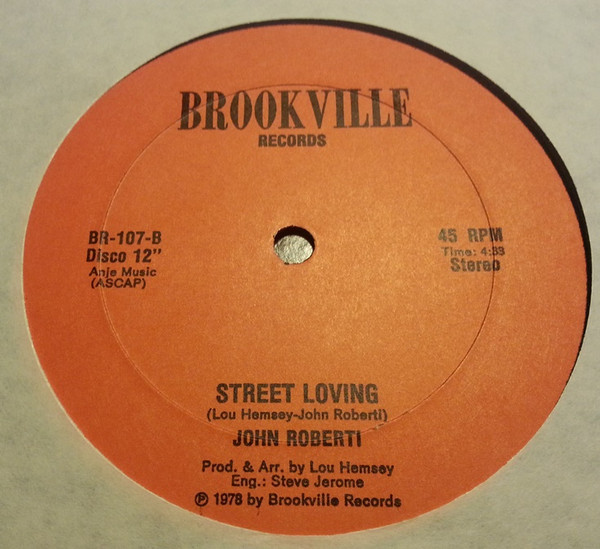 BROOKVILLE
RECORDS
BR-107-B
Disco 12"
Anje Music
(ASCAP)
45 RPM
Time: 4:33
Stereo
STREET LOVING
(Lou Hemsey-John Roberti)
JOHN ROBERTI
Prod. & Arr. by Lou Hemsey
Eng.: Steve Jerome
℗ 1978 by Brookville Records